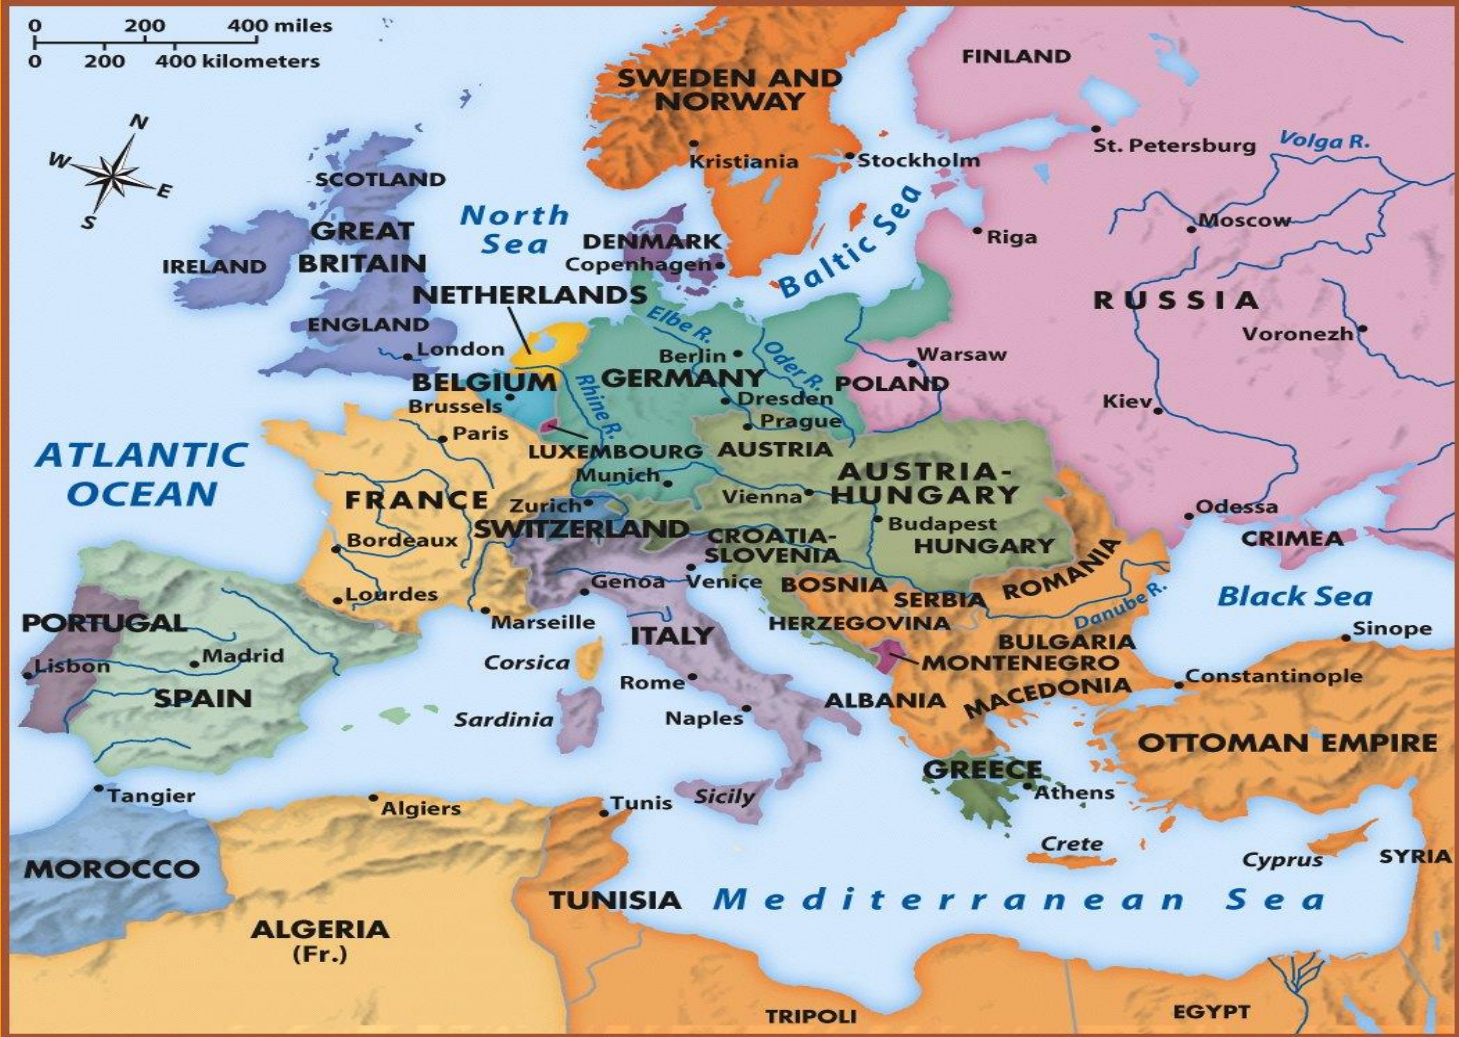 0 200 400 miles
0 200 400 kilometers
N
W
E
S
SWEDEN AND
NORWAY
FINLAND
Kristiania
Stockholm
St. Petersburg
Volga R.
SCOTLAND
GREAT
BRITAIN
IRELAND
ENGLAND
London
North
Sea
DENMARK
Copenhagen
Baltic Sea
Riga
Moscow
RUSSIA
Voronezh
NETHERLANDS
Elbe R.
Berlin
Oder R.
Warsaw
BELGIUM
Brussels
GERMANY
POLAND
Rhine R.
Dresden
Kiev
Prague
Paris
LUXEMBOURG
AUSTRIA
ATLANTIC
OCEAN
Munich
AUSTRIA-
HUNGARY
Vienna
FRANCE
Zurich
SWITZERLAND
Budapest
Odessa
Bordeaux
CROATIA-
SLOVENIA
HUNGARY
CRIMEA
Genoa
Venice
BOSNIA
SERBIA
ROMANIA
Lourdes
Danube R.
Black Sea
PORTUGAL
Marseille
ITALY
HERZEGOVINA
BULGARIA
Sinope
Lisbon
Madrid
Corsica
MONTENEGRO
Constantinople
SPAIN
Rome
ALBANIA
MACEDONIA
Sardinia
Naples
OTTOMAN EMPIRE
GREECE
Athens
Tangier
Algiers
Tunis
Sicily
Crete
Cyprus
SYRIA
MOROCCO
TUNISIA
Mediterranean Sea
ALGERIA
(Fr.)
TRIPOLI
EGYPT